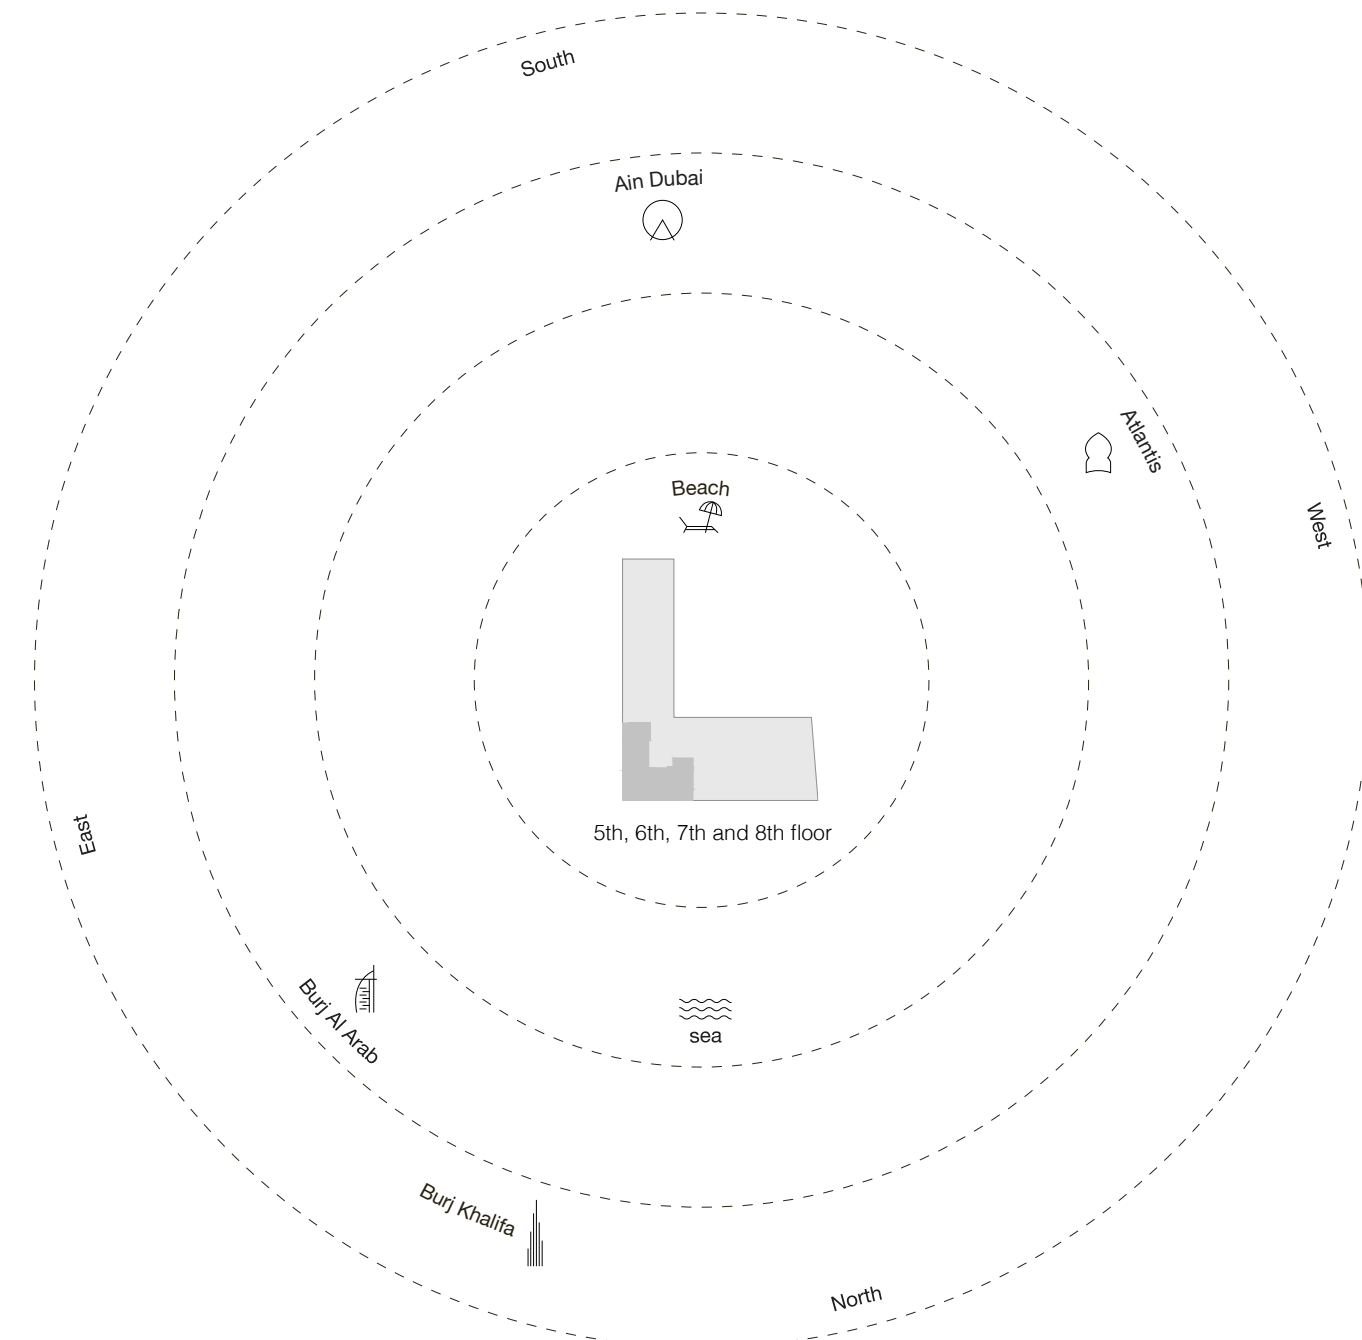 South
Ain Dubai
Atlantis
Beach
West
East
5th, 6th, 7th and 8th floor
Burj Al Arab
sea
Burj Khalifa
North